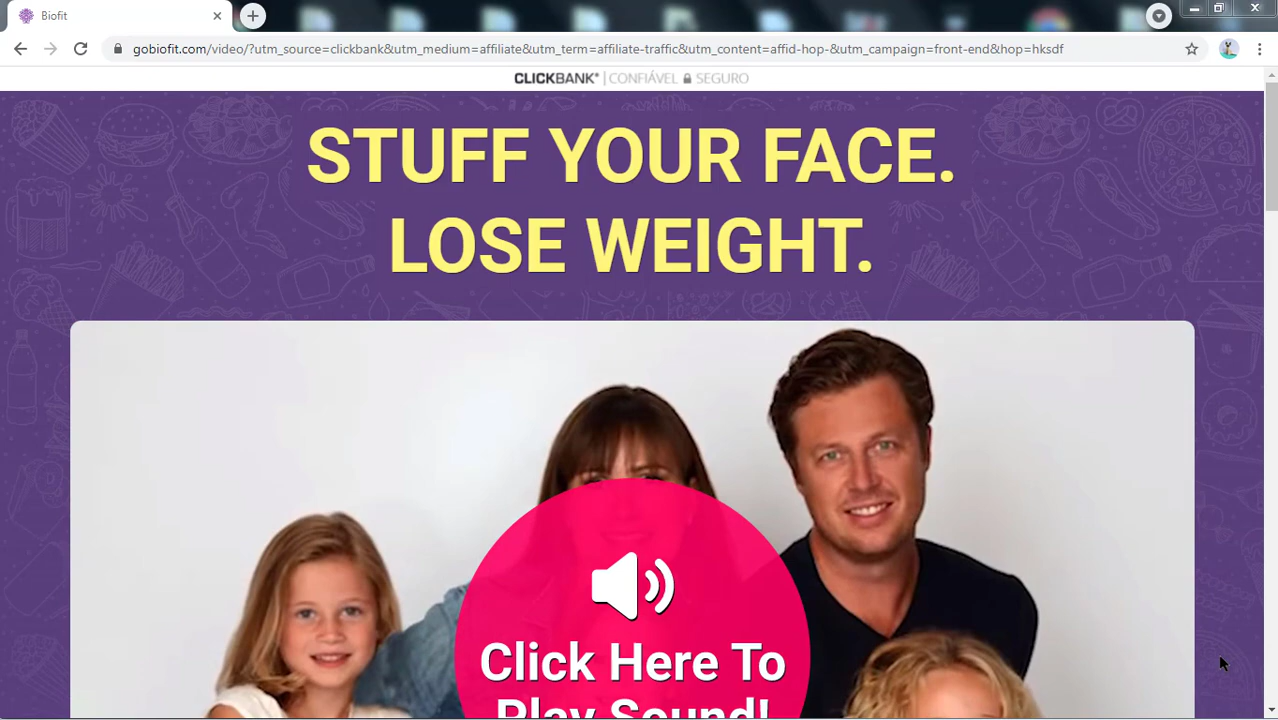 Biofit
gobiofit.com/video/?utm_source=clickbank&utm_medium=affiliate&utm_term=affiliate-traffic&utm_content=affid-hop-&utm_campaign=front-end&hop=hksdf
CLICKBANK® | CONFIÁVEL SEGURO
STUFF YOUR FACE.
LOSE WEIGHT.
Click Here To
Play Sound!